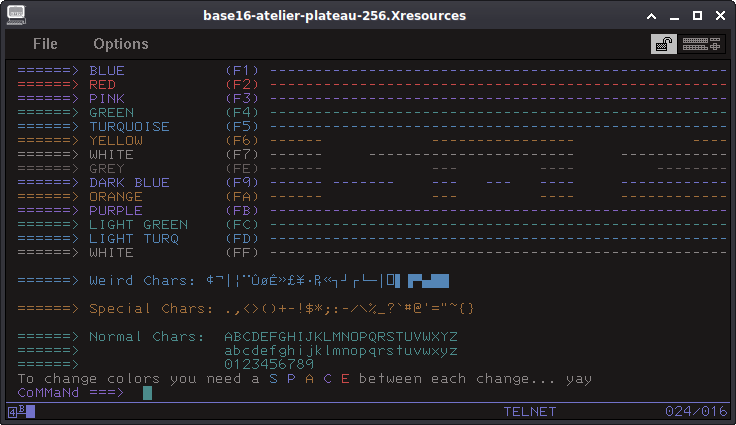 base16-atelier-plateau-256.Xresources
File Options
======> BLUE (F1) ---------------------------------------------------
======> RED (F2) ---------------------------------------------------
======> PINK (F3) ---------------------------------------------------
======> GREEN (F4) ---------------------------------------------------
======> TURQUOISE (F5) ---------------------------------------------------
======> YELLOW (F6) ------ ---------------- ----
======> WHITE (F7) ------ --------------------------- ------------
======> GREY (FE) --- ---- ----
======> DARK BLUE (F9) ------ ------- --- --- ---- ------------
======> ORANGE (FA) ------ --- ---- ------------
======> PURPLE (FB) ---------------------------------------------------
======> LIGHT GREEN (FC) ---------------------------------------------------
======> LIGHT TURQ (FD) ---------------------------------------------------
======> WHITE (FF) ---------------------------------------------------
======> Weird Chars: ¢¬|¦¨ÛøÊ»£¥·₧«┐┘┌└─│
======> Special Chars: .,<>()+-!$*;:-/\%_?`#@'="~{}
======> Normal Chars: ABCDEFGHIJKLMNOPQRSTUVWXYZ
======> abcdefghijklmnopqrstuvwxyz
======> 0123456789
To change colors you need a S P A C E between each change... yay
CoMMaNd ===>
4 B TELNET 024/016